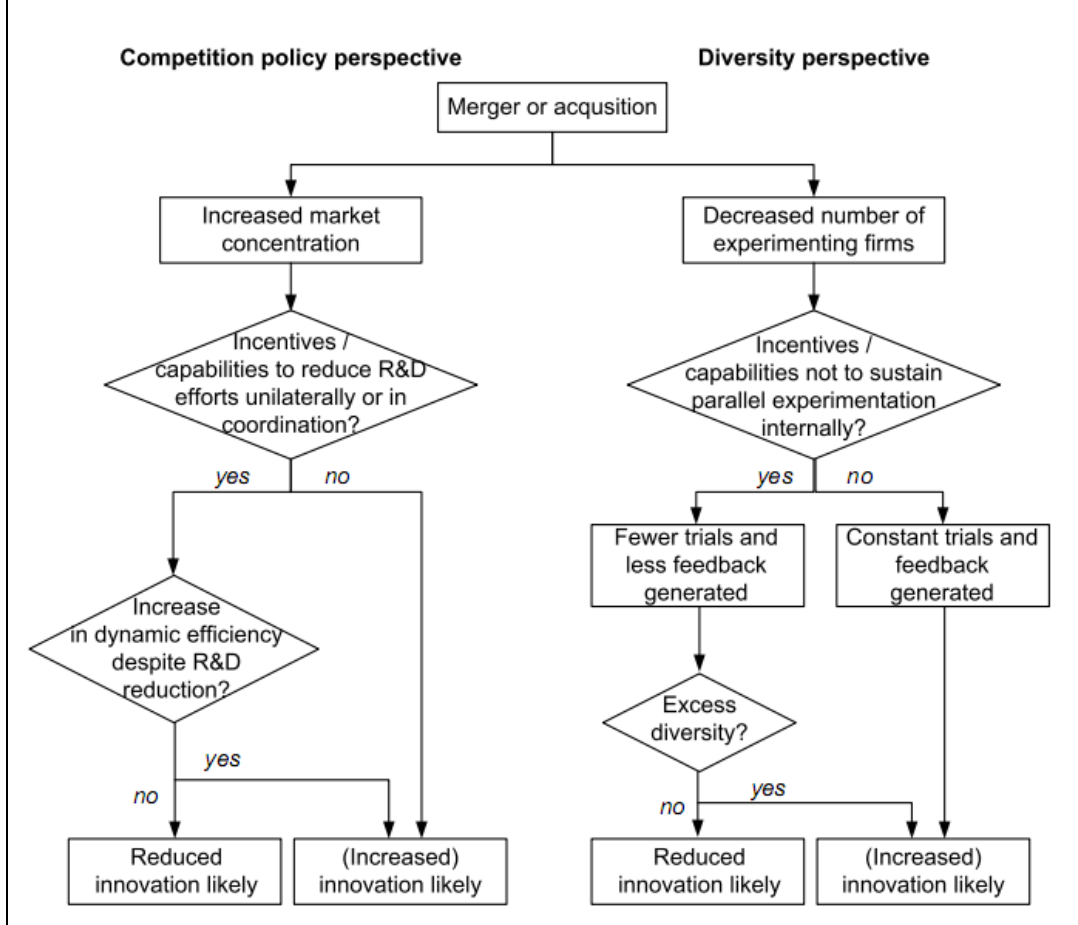 Competition policy perspective
Diversity perspective
Merger or acqusition
Increased market
concentration
Decreased number of
experimenting firms
Incentives /
capabilities to reduce R&D
efforts unilaterally or in
coordination?
Incentives /
capabilities not to sustain
parallel experimentation
internally?
yes
no
yes
no
Fewer trials and
less feedback
generated
Constant trials and
feedback
generated
Increase
in dynamic efficiency
despite R&D
reduction?
Excess
diversity?
yes
no
yes
no
Reduced
innovation likely
(Increased)
innovation likely
Reduced
innovation likely
(Increased)
innovation likely